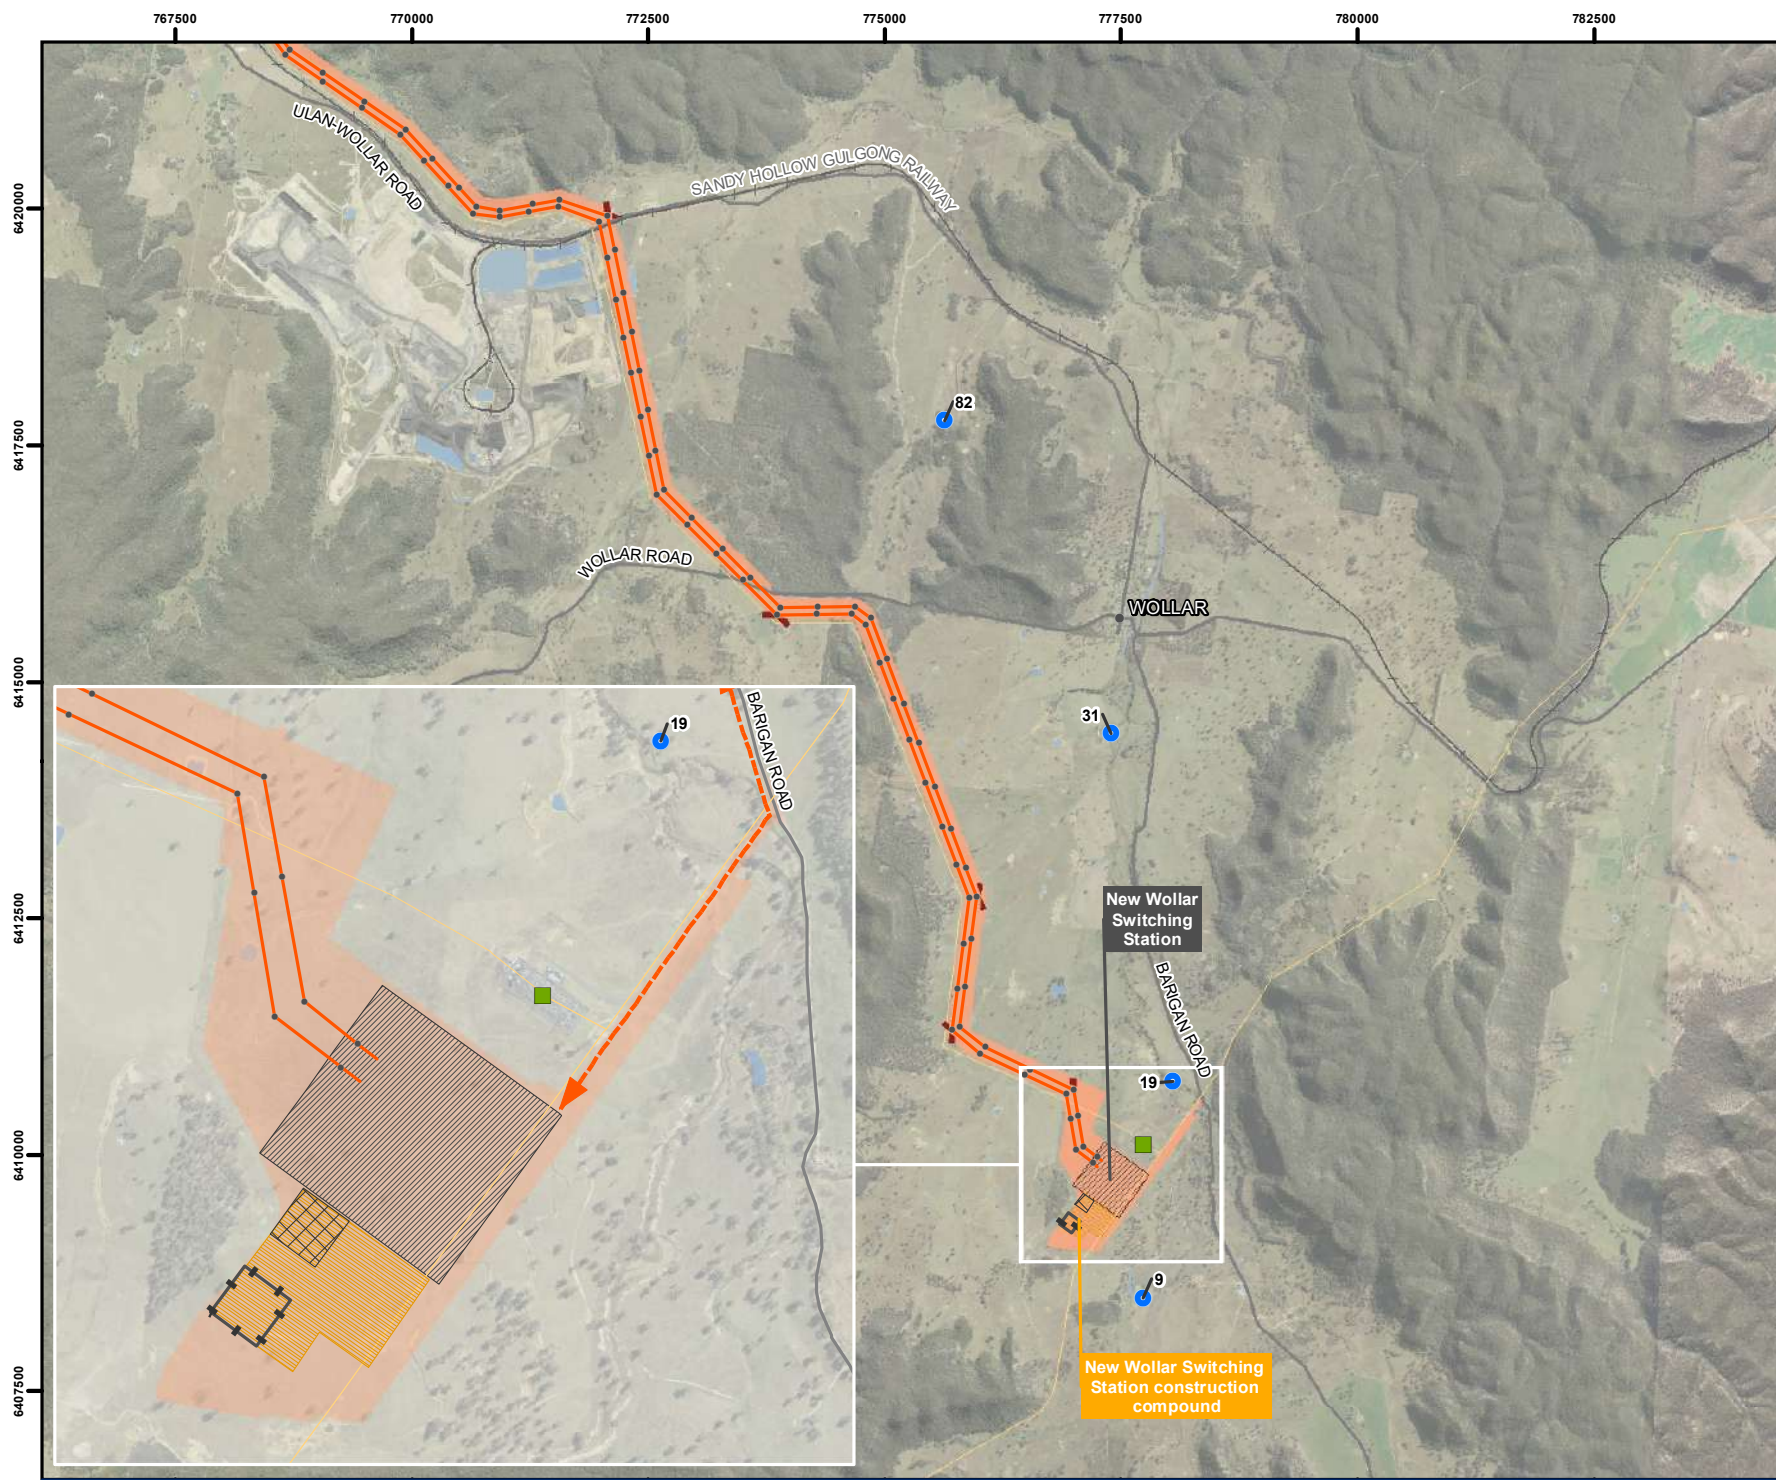 767500
770000
772500
775000
777500
780000
782500
6420000
6417500
6415000
6412500
6410000
6407500
ULAN-WOLLAR ROAD
SANDY HOLLOW GULGONG RAILWAY
82
WOLLAR ROAD
WOLLAR
31
19
BARIGAN ROAD
New Wollar
Switching
Station
BARIGAN ROAD
19
9
New Wollar Switching
Station construction
compound